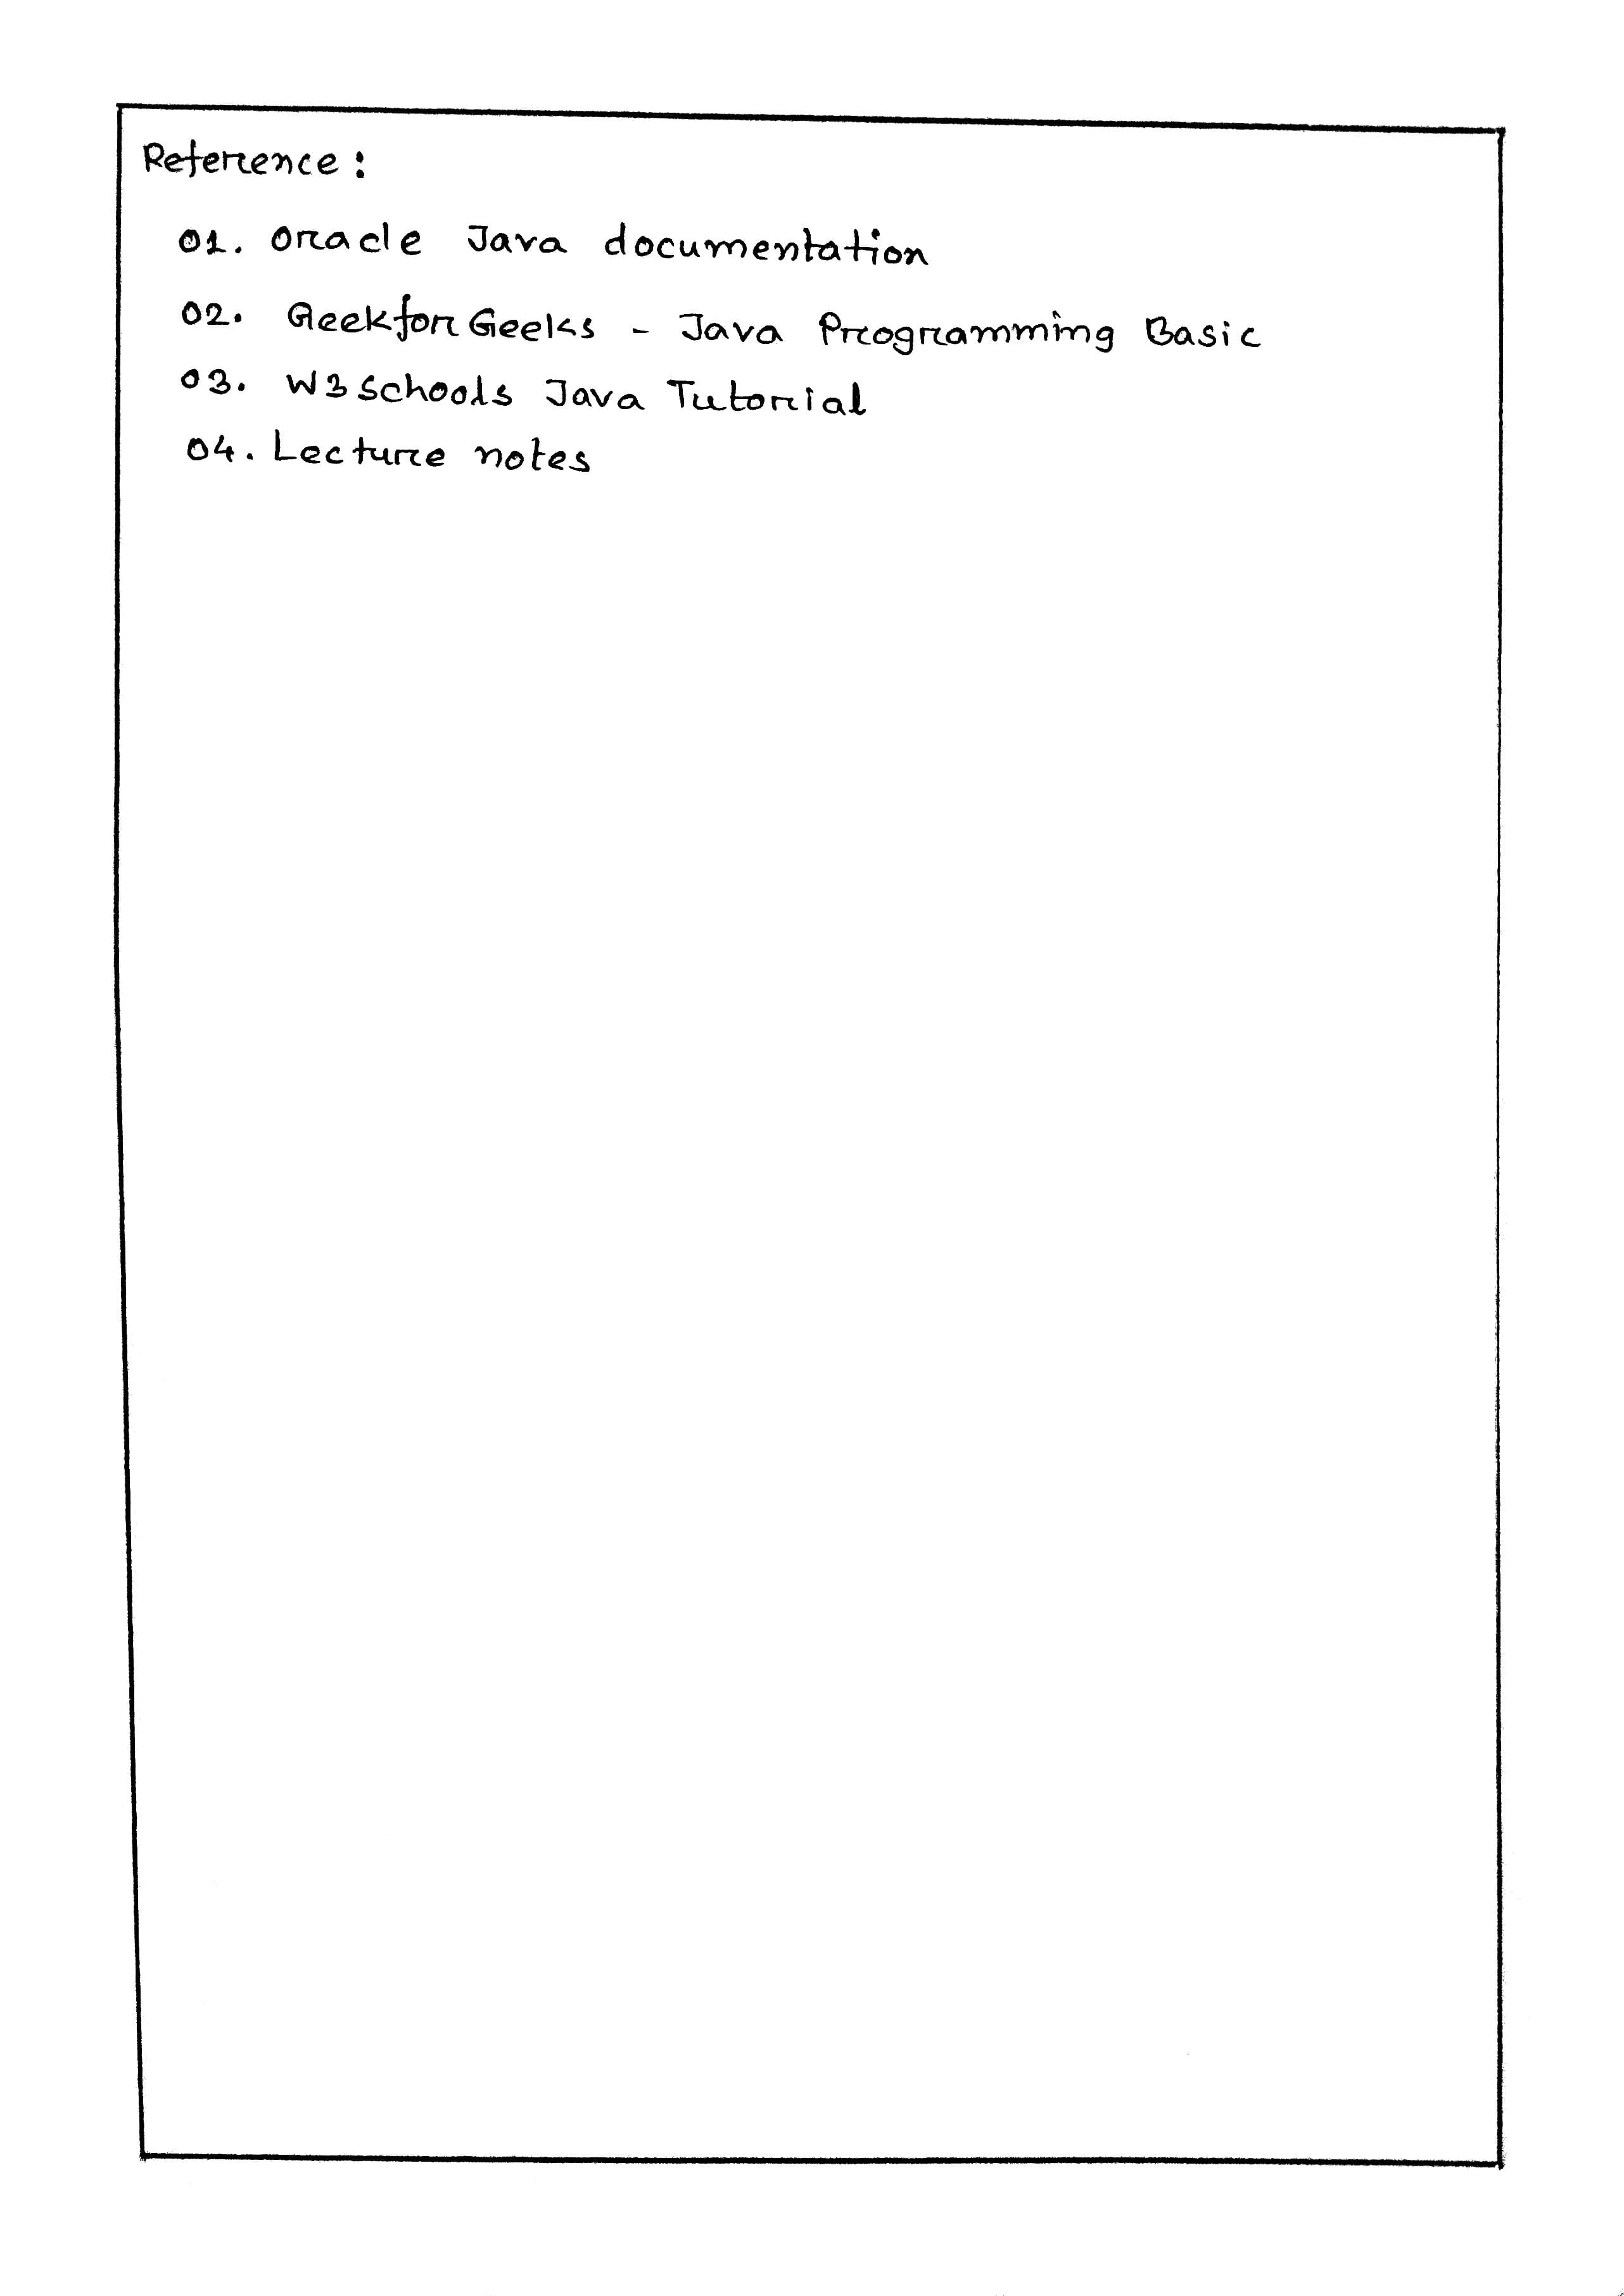 Reference :
01. Oracle Java documentation
02. GeekforGeeks - Java Programming Basic
03. W3Schools Java Tutorial
04. Lecture notes